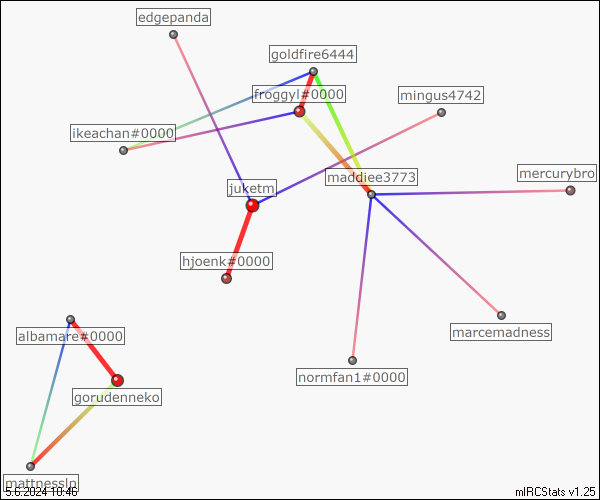 edgepanda
goldfire6444
froggyl#0000
mingus4742
ikeachan#0000
mercurybro
maddiee3773
juketm
hjoenk#0000
marcemadness
albamare#0000
normfan1#0000
gorudenneko
mattnesslp
5.6.2024 10:46
mIRCStats v1.25